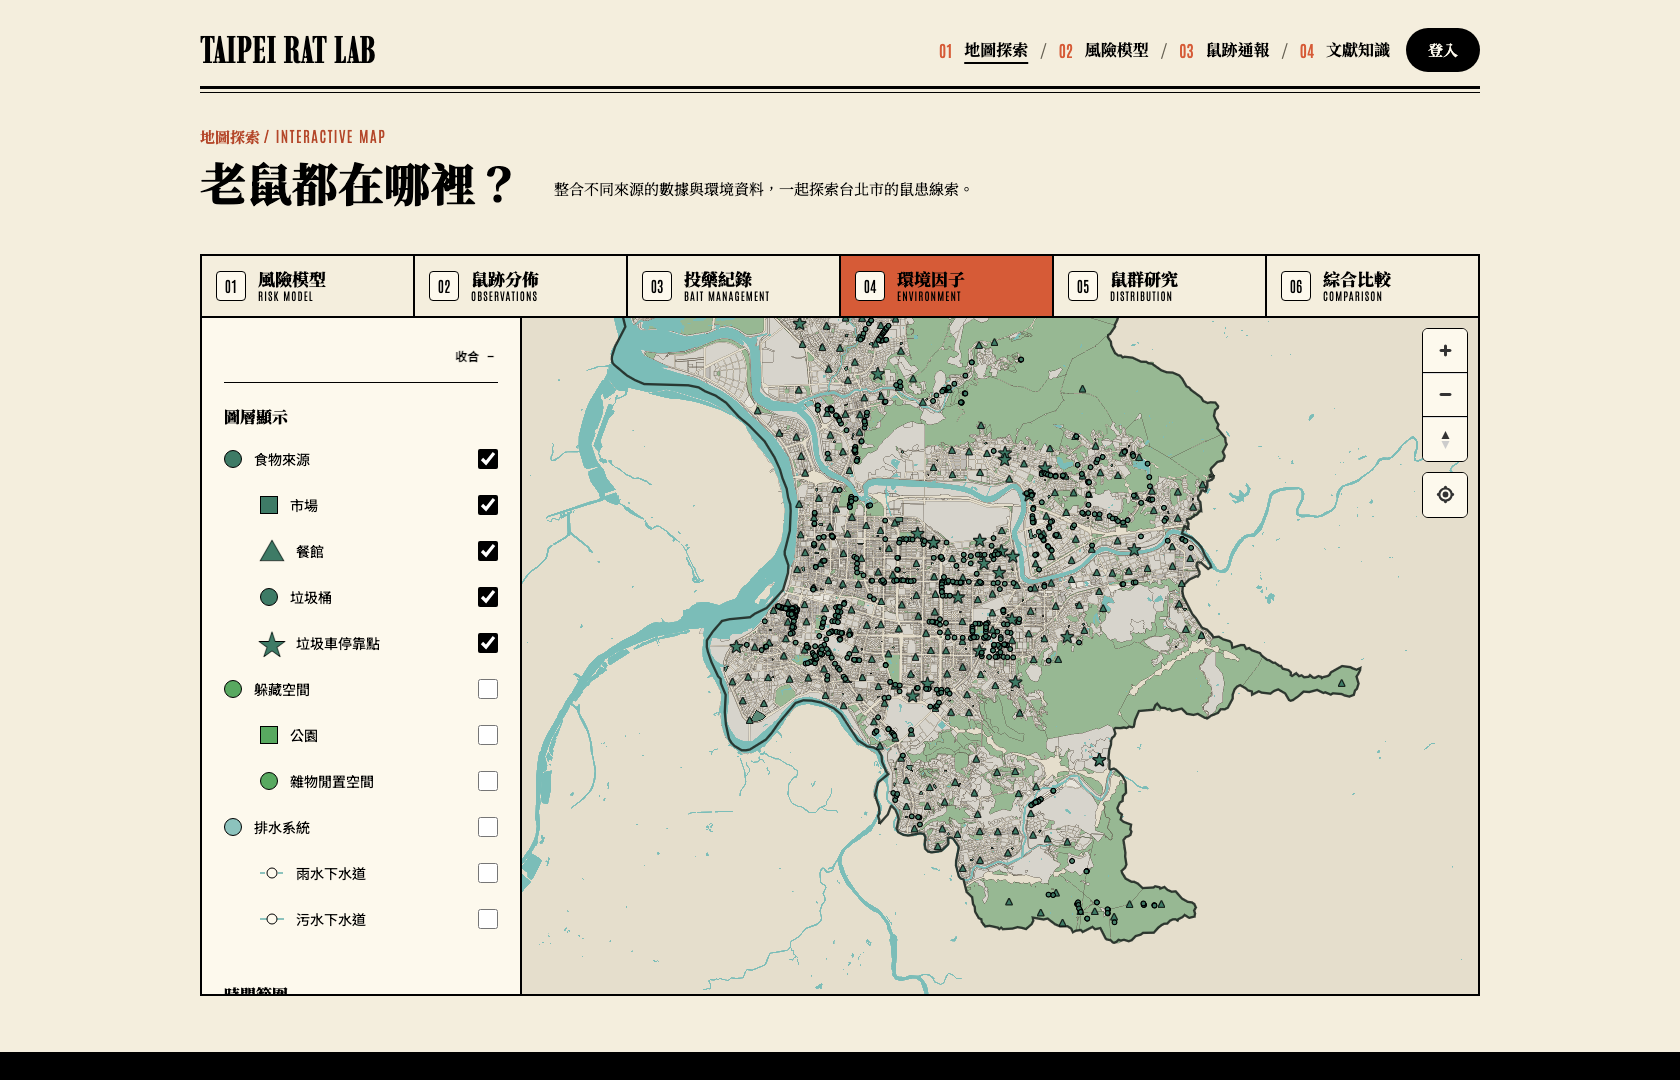 TAIPEI RAT LAB
01 地圖探索 / 02 風險模型 / 03 鼠跡通報 / 04 文獻知識 登入
地圖探索 / INTERACTIVE MAP
老鼠都在哪裡？
整合不同來源的數據與環境資料，一起探索台北市的鼠患線索。
01 風險模型 RISK MODEL
02 鼠跡分佈 OBSERVATIONS
03 投藥紀錄 BAIT MANAGEMENT
04 環境因子 ENVIRONMENT
05 鼠群研究 DISTRIBUTION
06 綜合比較 COMPARISON
收合 −
圖層顯示
食物來源
市場
餐館
垃圾桶
垃圾車停靠點
躲藏空間
公園
雜物閒置空間
排水系統
雨水下水道
污水下水道
時間範圍